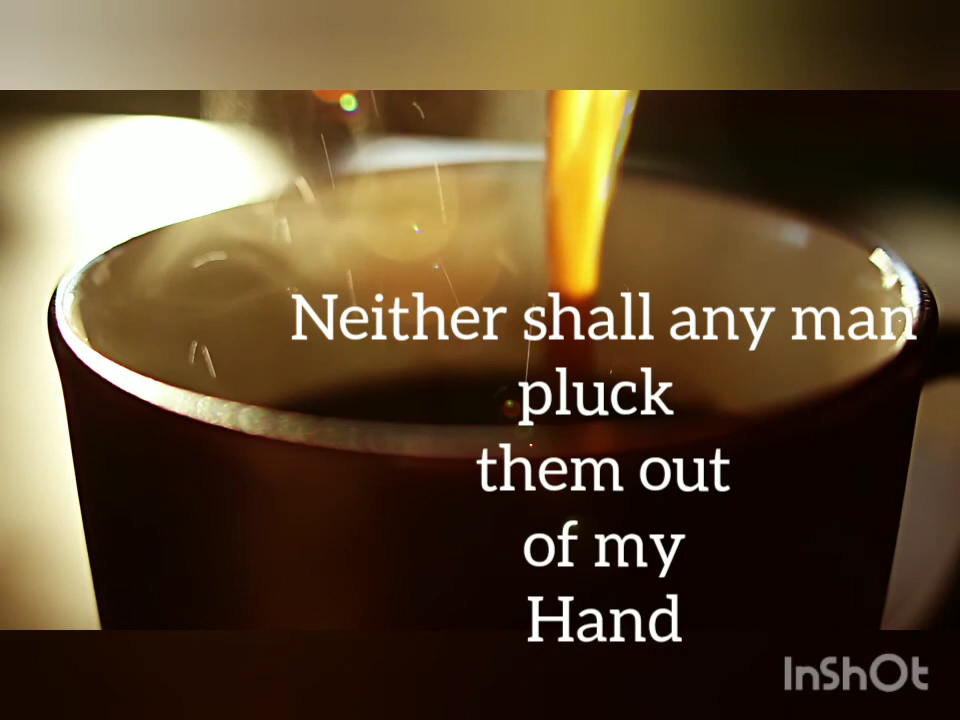 Neither shall any man
pluck
them out
of my
Hand
InShOt